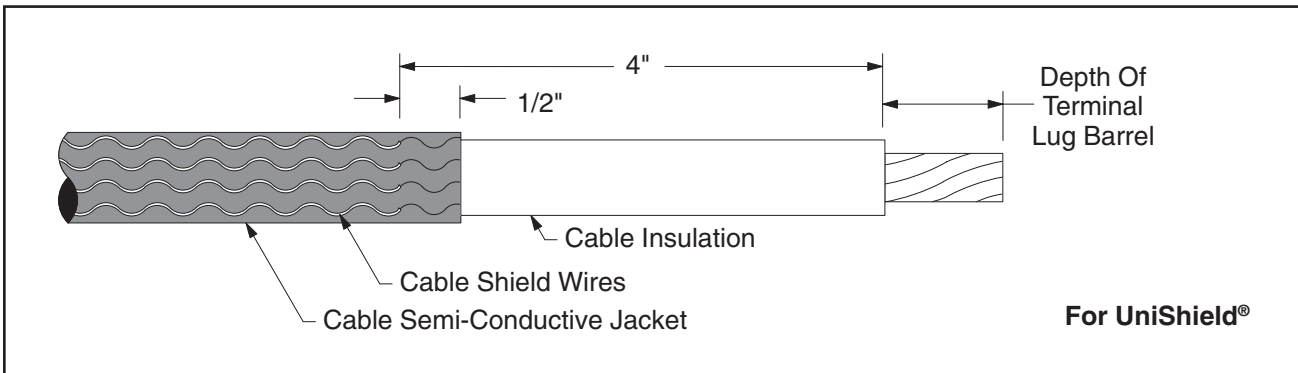 4"
1/2"
Depth Of
Terminal
Lug Barrel
Cable Insulation
Cable Shield Wires
Cable Semi-Conductive Jacket
For UniShield®